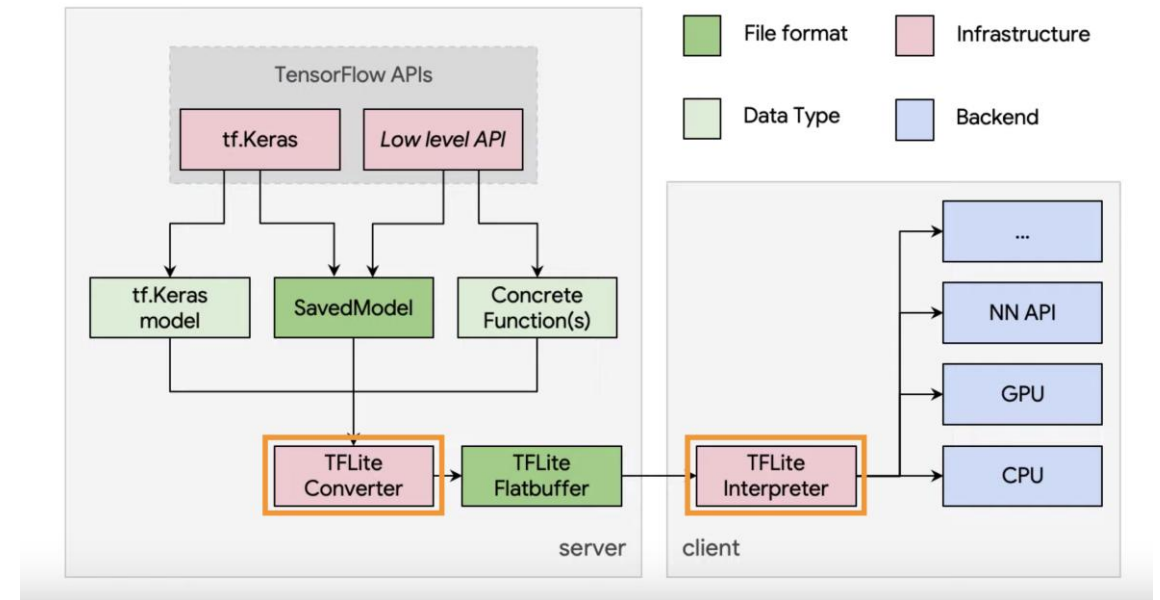 File format
Infrastructure
Data Type
Backend
TensorFlow APIs
tf.Keras
Low level API
tf.Keras
model
SavedModel
Concrete
Function(s)
TFLite
Converter
TFLite
Flatbuffer
server
TFLite
Interpreter
client
...
NN API
GPU
CPU